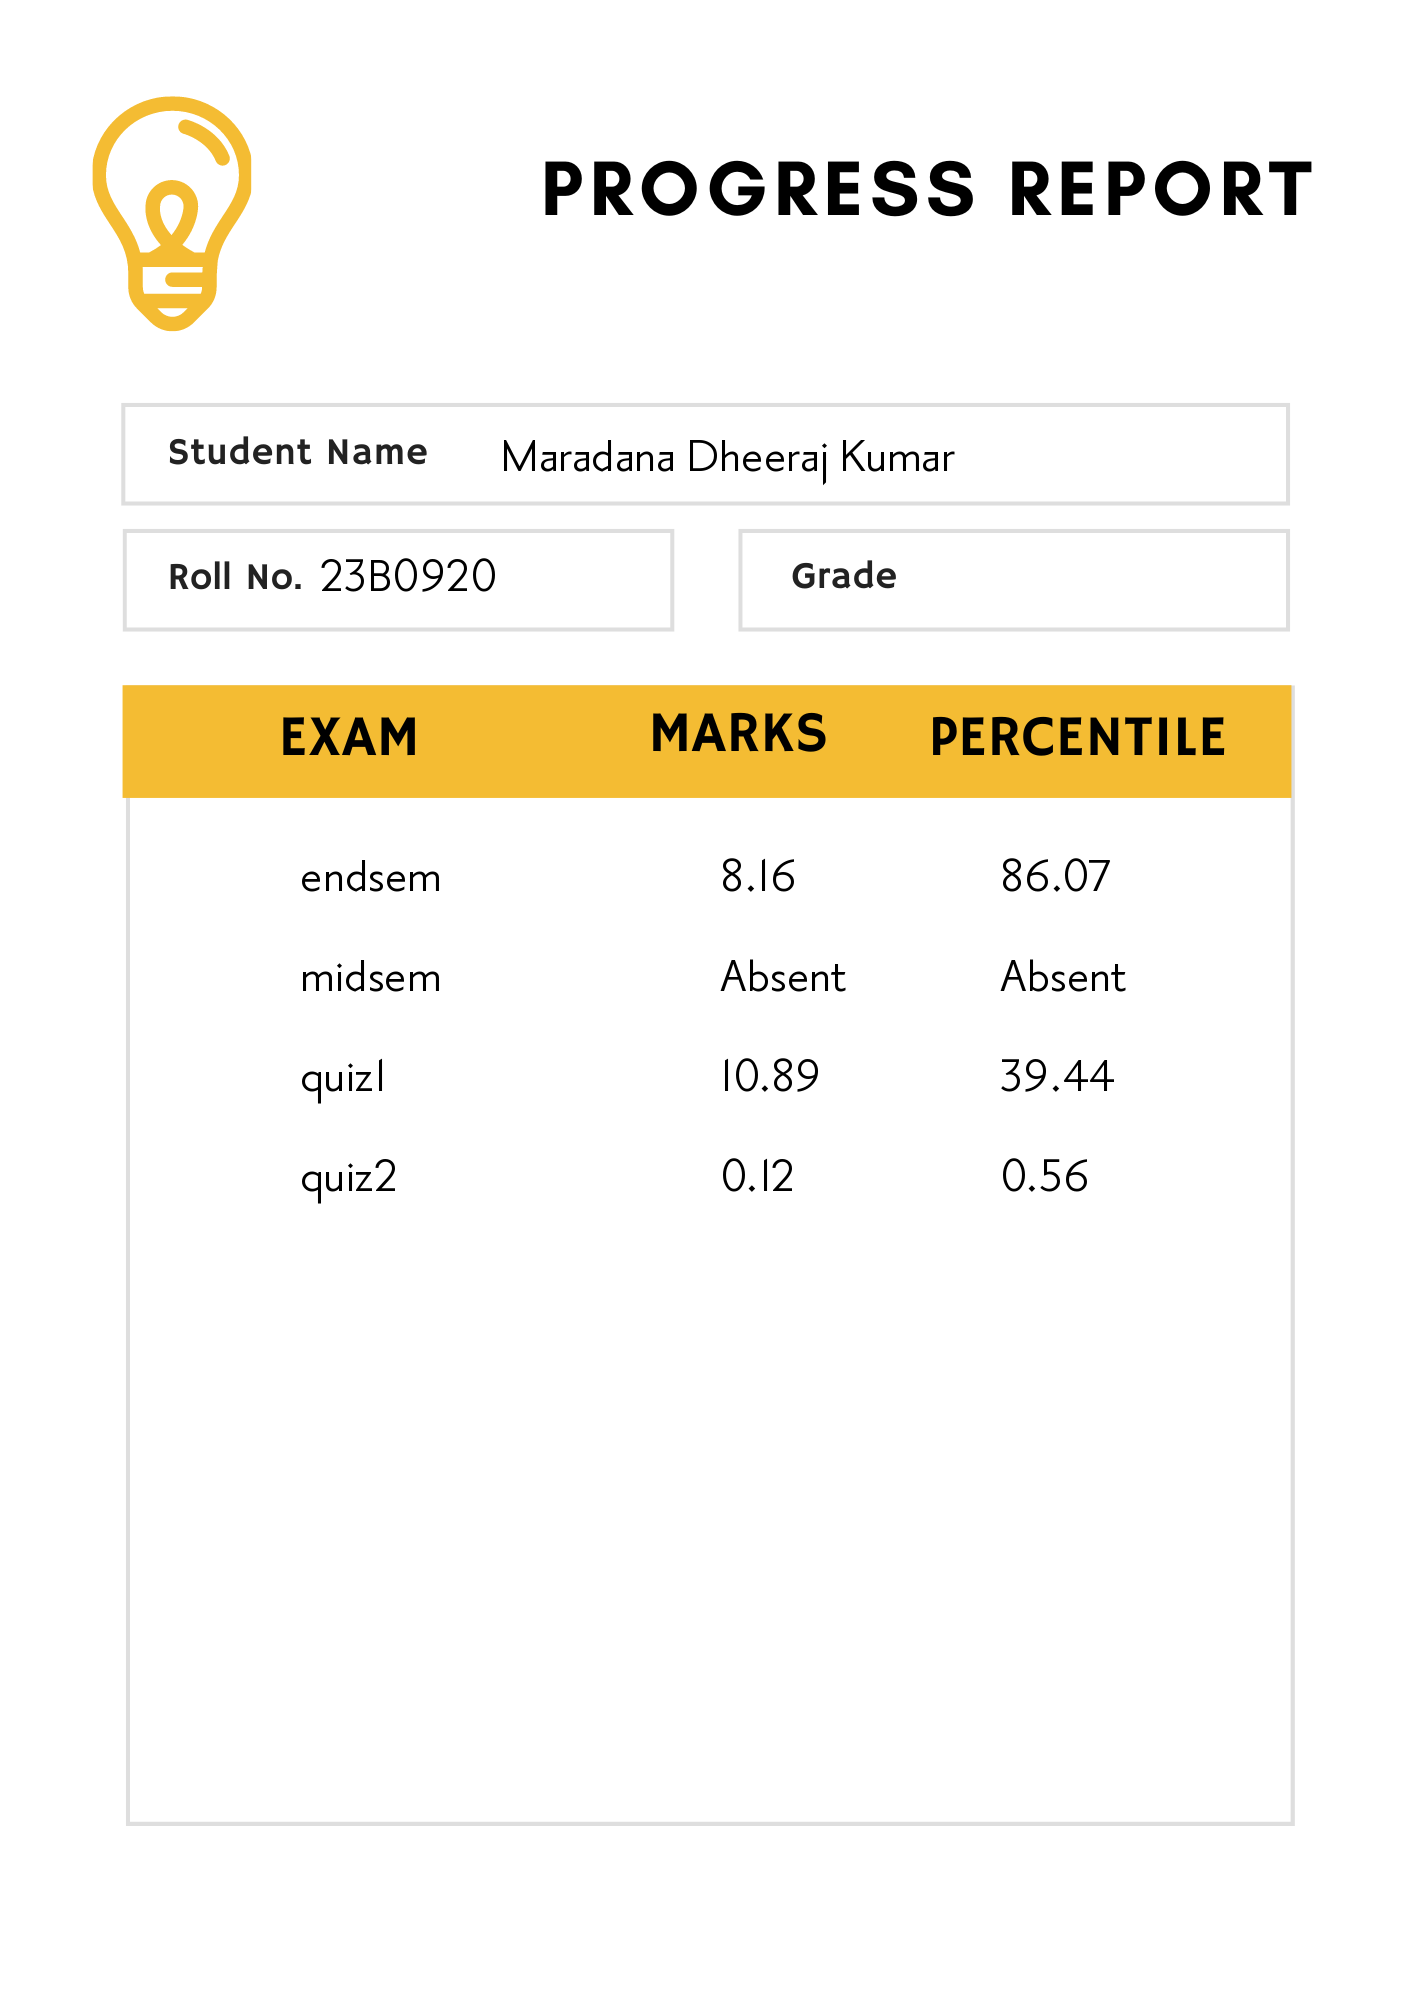 PROGRESS REPORT
Student Name Maradana Dheeraj Kumar
Roll No. 23B0920 Grade
EXAM MARKS PERCENTILE
endsem 8.16 86.07
midsem Absent Absent
quiz1 10.89 39.44
quiz2 0.12 0.56